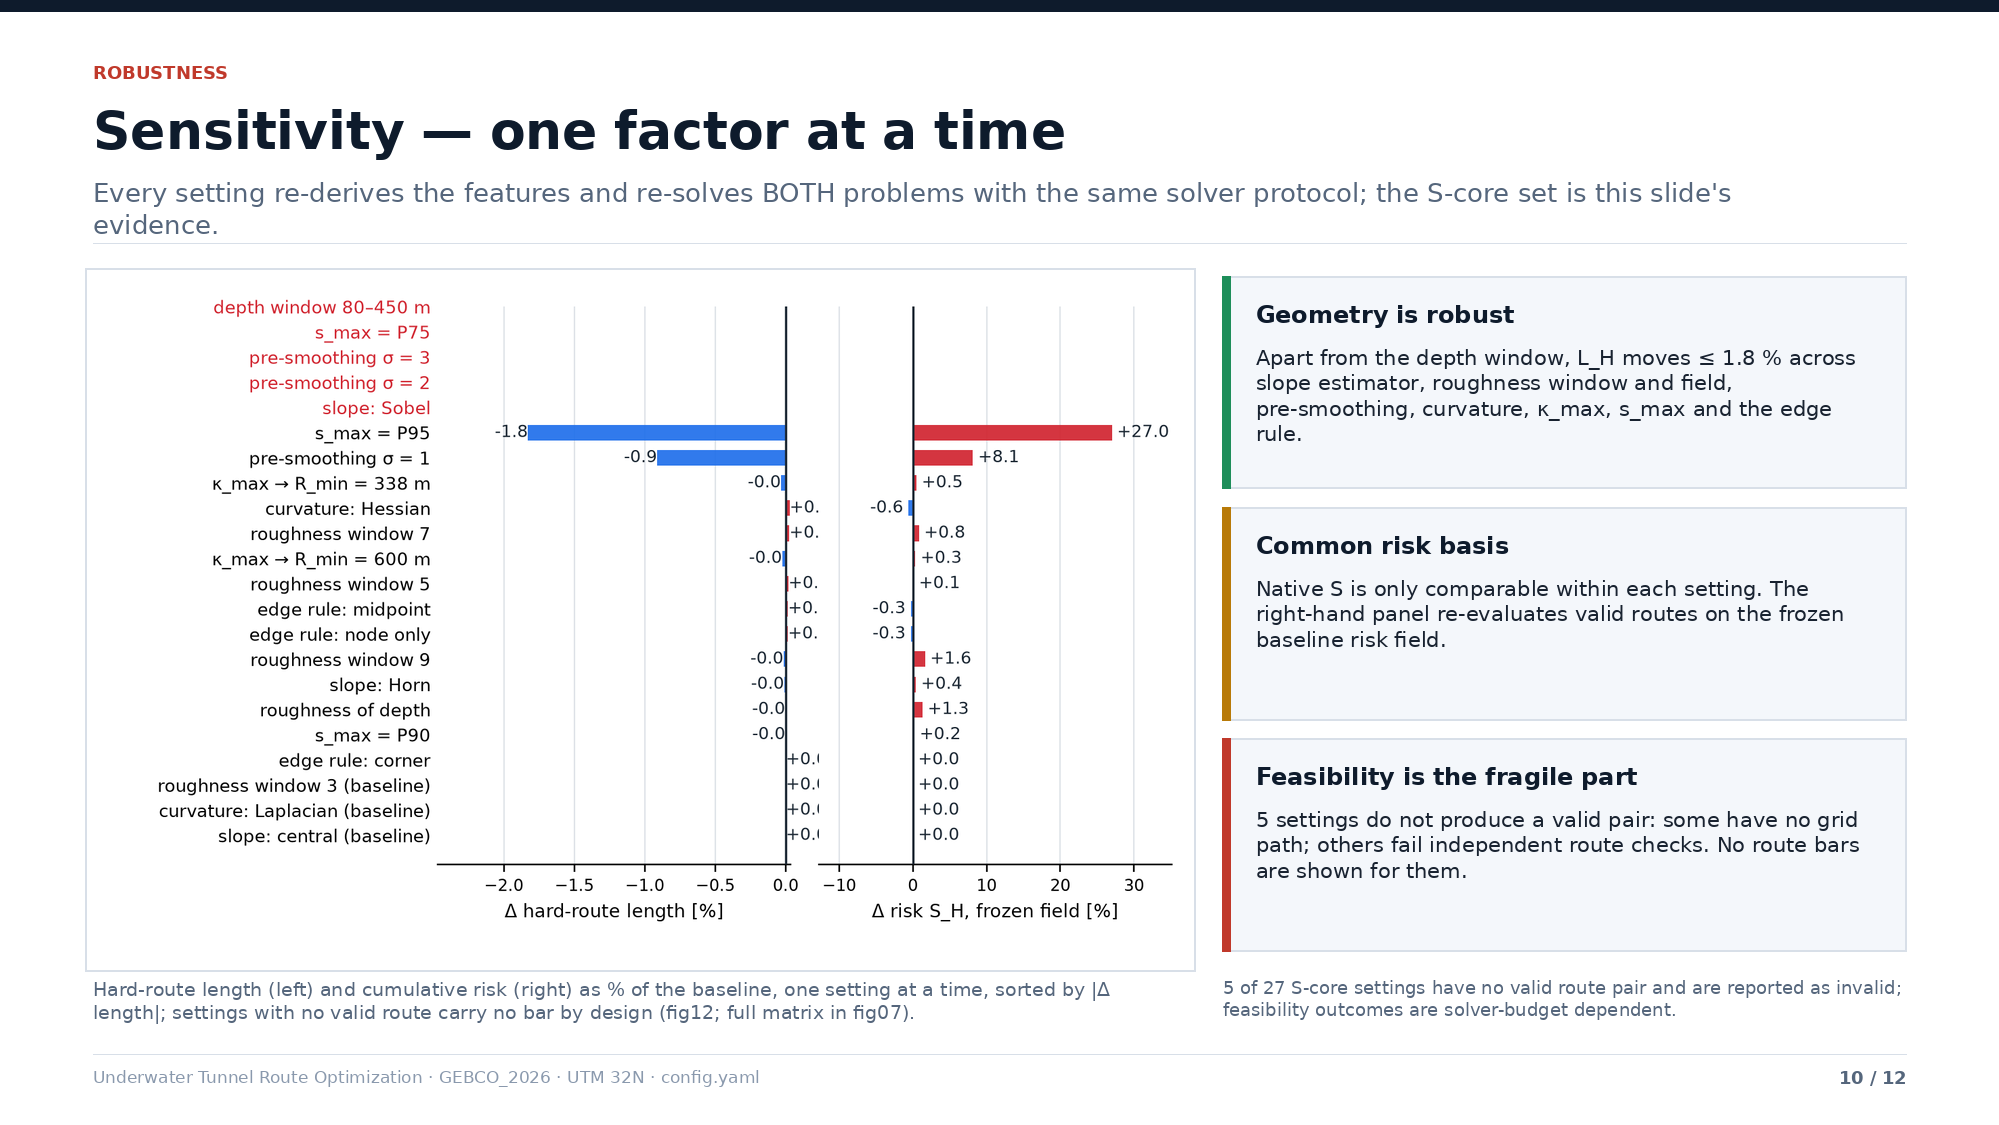 ROBUSTNESS
Sensitivity — one factor at a time
Every setting re-derives the features and re-solves BOTH problems with the same solver protocol; the S-core set is this slide's
evidence.
depth window 80–450 m
s_max = P75
pre-smoothing σ = 3
pre-smoothing σ = 2
slope: Sobel
s_max = P95 -1.8 +27.0
pre-smoothing σ = 1 -0.9 +8.1
κ_max → R_min = 338 m -0.0 +0.5
curvature: Hessian +0. -0.6
roughness window 7 +0. +0.8
κ_max → R_min = 600 m -0.0 +0.3
roughness window 5 +0. +0.1
edge rule: midpoint +0. -0.3
edge rule: node only +0. -0.3
roughness window 9 -0.0 +1.6
slope: Horn -0.0 +0.4
roughness of depth -0.0 +1.3
s_max = P90 -0.0 +0.2
edge rule: corner +0.0 +0.0
roughness window 3 (baseline) +0.0 +0.0
curvature: Laplacian (baseline) +0.0 +0.0
slope: central (baseline) +0.0 +0.0
−2.0 −1.5 −1.0 −0.5 0.0 −10 0 10 20 30
Δ hard-route length [%] Δ risk S_H, frozen field [%]
Hard-route length (left) and cumulative risk (right) as % of the baseline, one setting at a time, sorted by |Δ
length|; settings with no valid route carry no bar by design (fig12; full matrix in fig07).
Geometry is robust
Apart from the depth window, L_H moves ≤ 1.8 % across
slope estimator, roughness window and field,
pre-smoothing, curvature, κ_max, s_max and the edge
rule.
Common risk basis
Native S is only comparable within each setting. The
right-hand panel re-evaluates valid routes on the frozen
baseline risk field.
Feasibility is the fragile part
5 settings do not produce a valid pair: some have no grid
path; others fail independent route checks. No route bars
are shown for them.
5 of 27 S-core settings have no valid route pair and are reported as invalid;
feasibility outcomes are solver-budget dependent.
Underwater Tunnel Route Optimization · GEBCO_2026 · UTM 32N · config.yaml
10 / 12